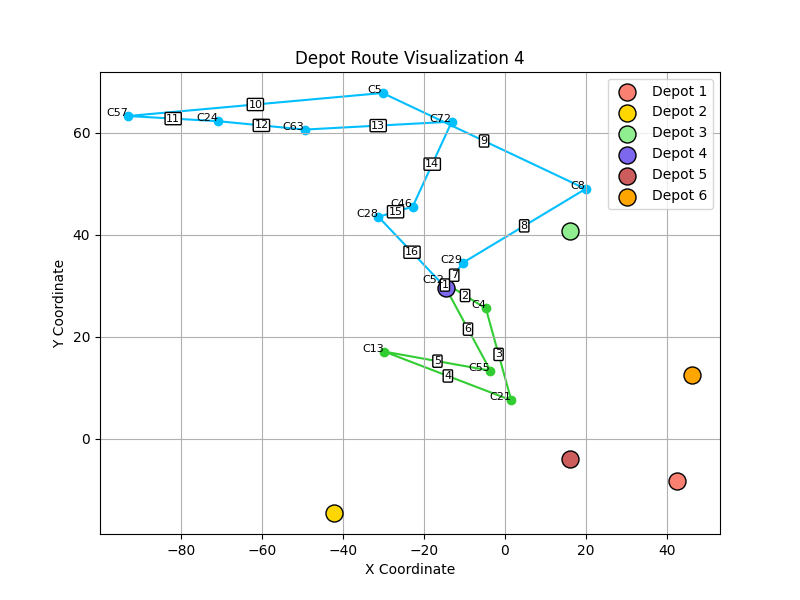 Depot Route Visualization 4
Depot 1
Depot 2
Depot 3
Depot 4
Depot 5
Depot 6
C57
11
C24
12
C63
13
C72
10
C5
9
C8
14
C46
15
C28
16
8
C29
7
C52
1
2
C4
6
3
C13
5
C55
4
C21
60
40
20
0
−80
−60
−40
−20
0
20
40
X Coordinate
Y Coordinate